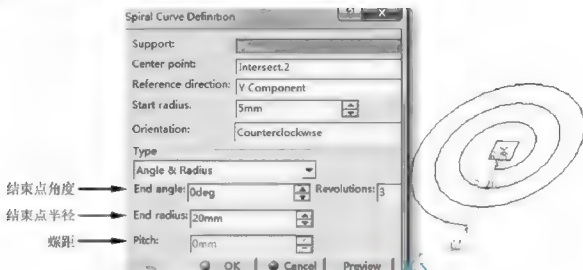 Spiral Curve Definition
Support:
Center point: Intersect.2
Reference direction: Y Component
Start radius. 5mm
Orientation: Counterclockwise
Type
Angle & Radius
结束点角度 End angle: 0deg Revolutions: 3
结束点半径 End radius: 20mm
螺距 Pitch: 0mm
OK Cancel Preview